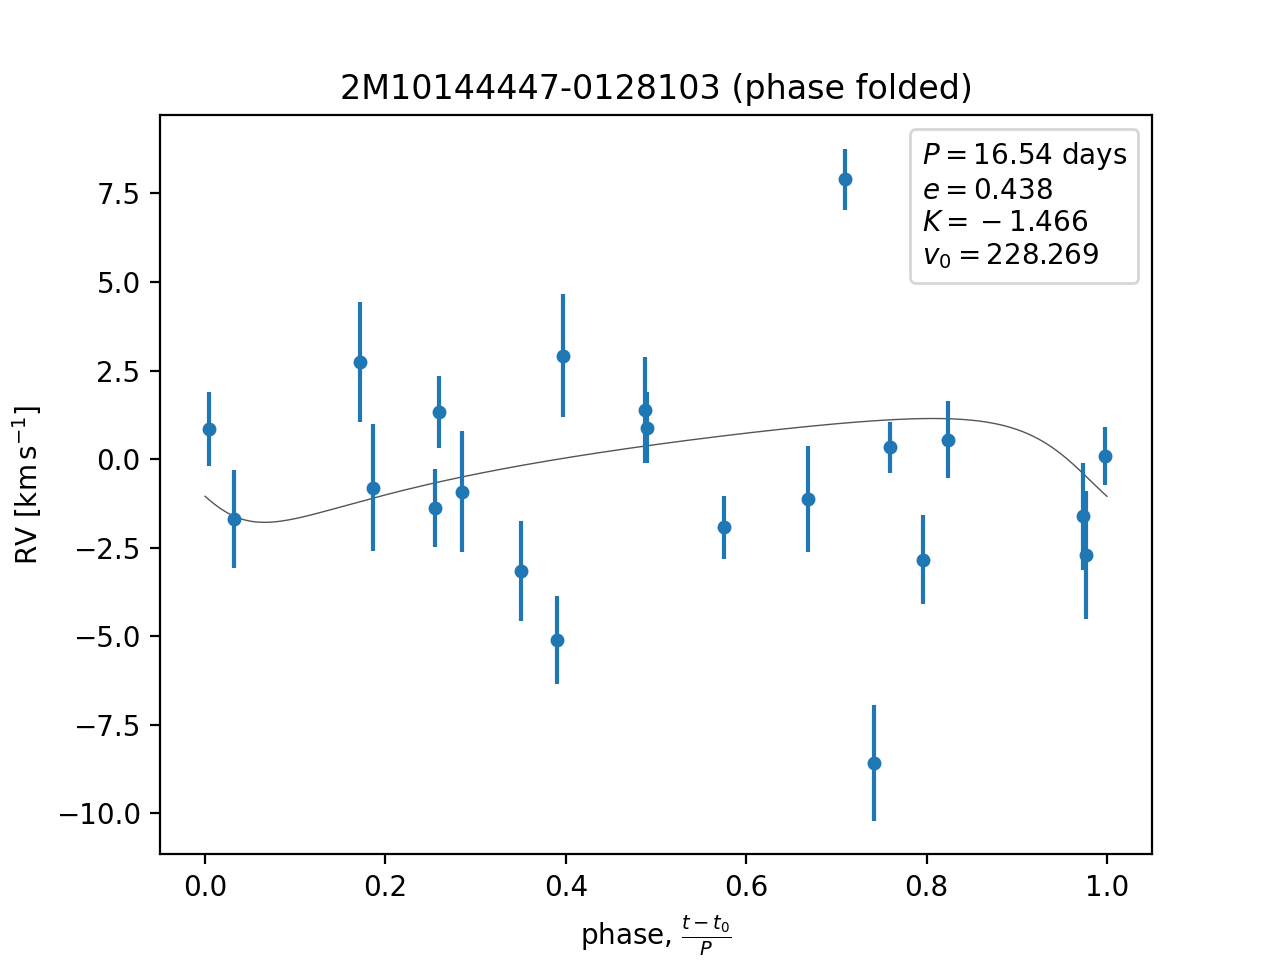 2M10144447-0128103 (phase folded)
P = 16.54 days
e = 0.438
K = −1.466
v₀ = 228.269
RV [km s⁻¹]
7.5
5.0
2.5
0.0
−2.5
−5.0
−7.5
−10.0
0.0 0.2 0.4 0.6 0.8 1.0
phase, (t − t₀)/P